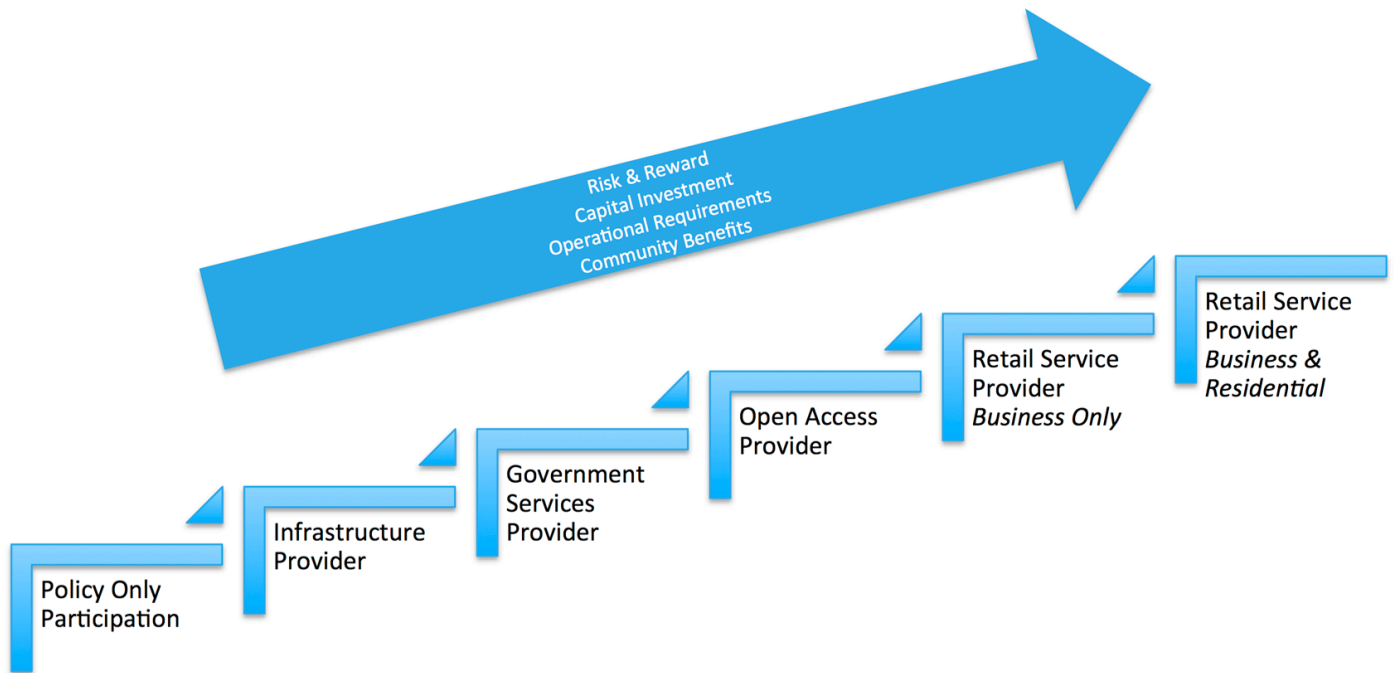 Risk & Reward
Capital Investment
Operational Requirements
Community Benefits
Policy Only
Participation
Infrastructure
Provider
Government
Services
Provider
Open Access
Provider
Retail Service
Provider
Business Only
Retail Service
Provider
Business &
Residential